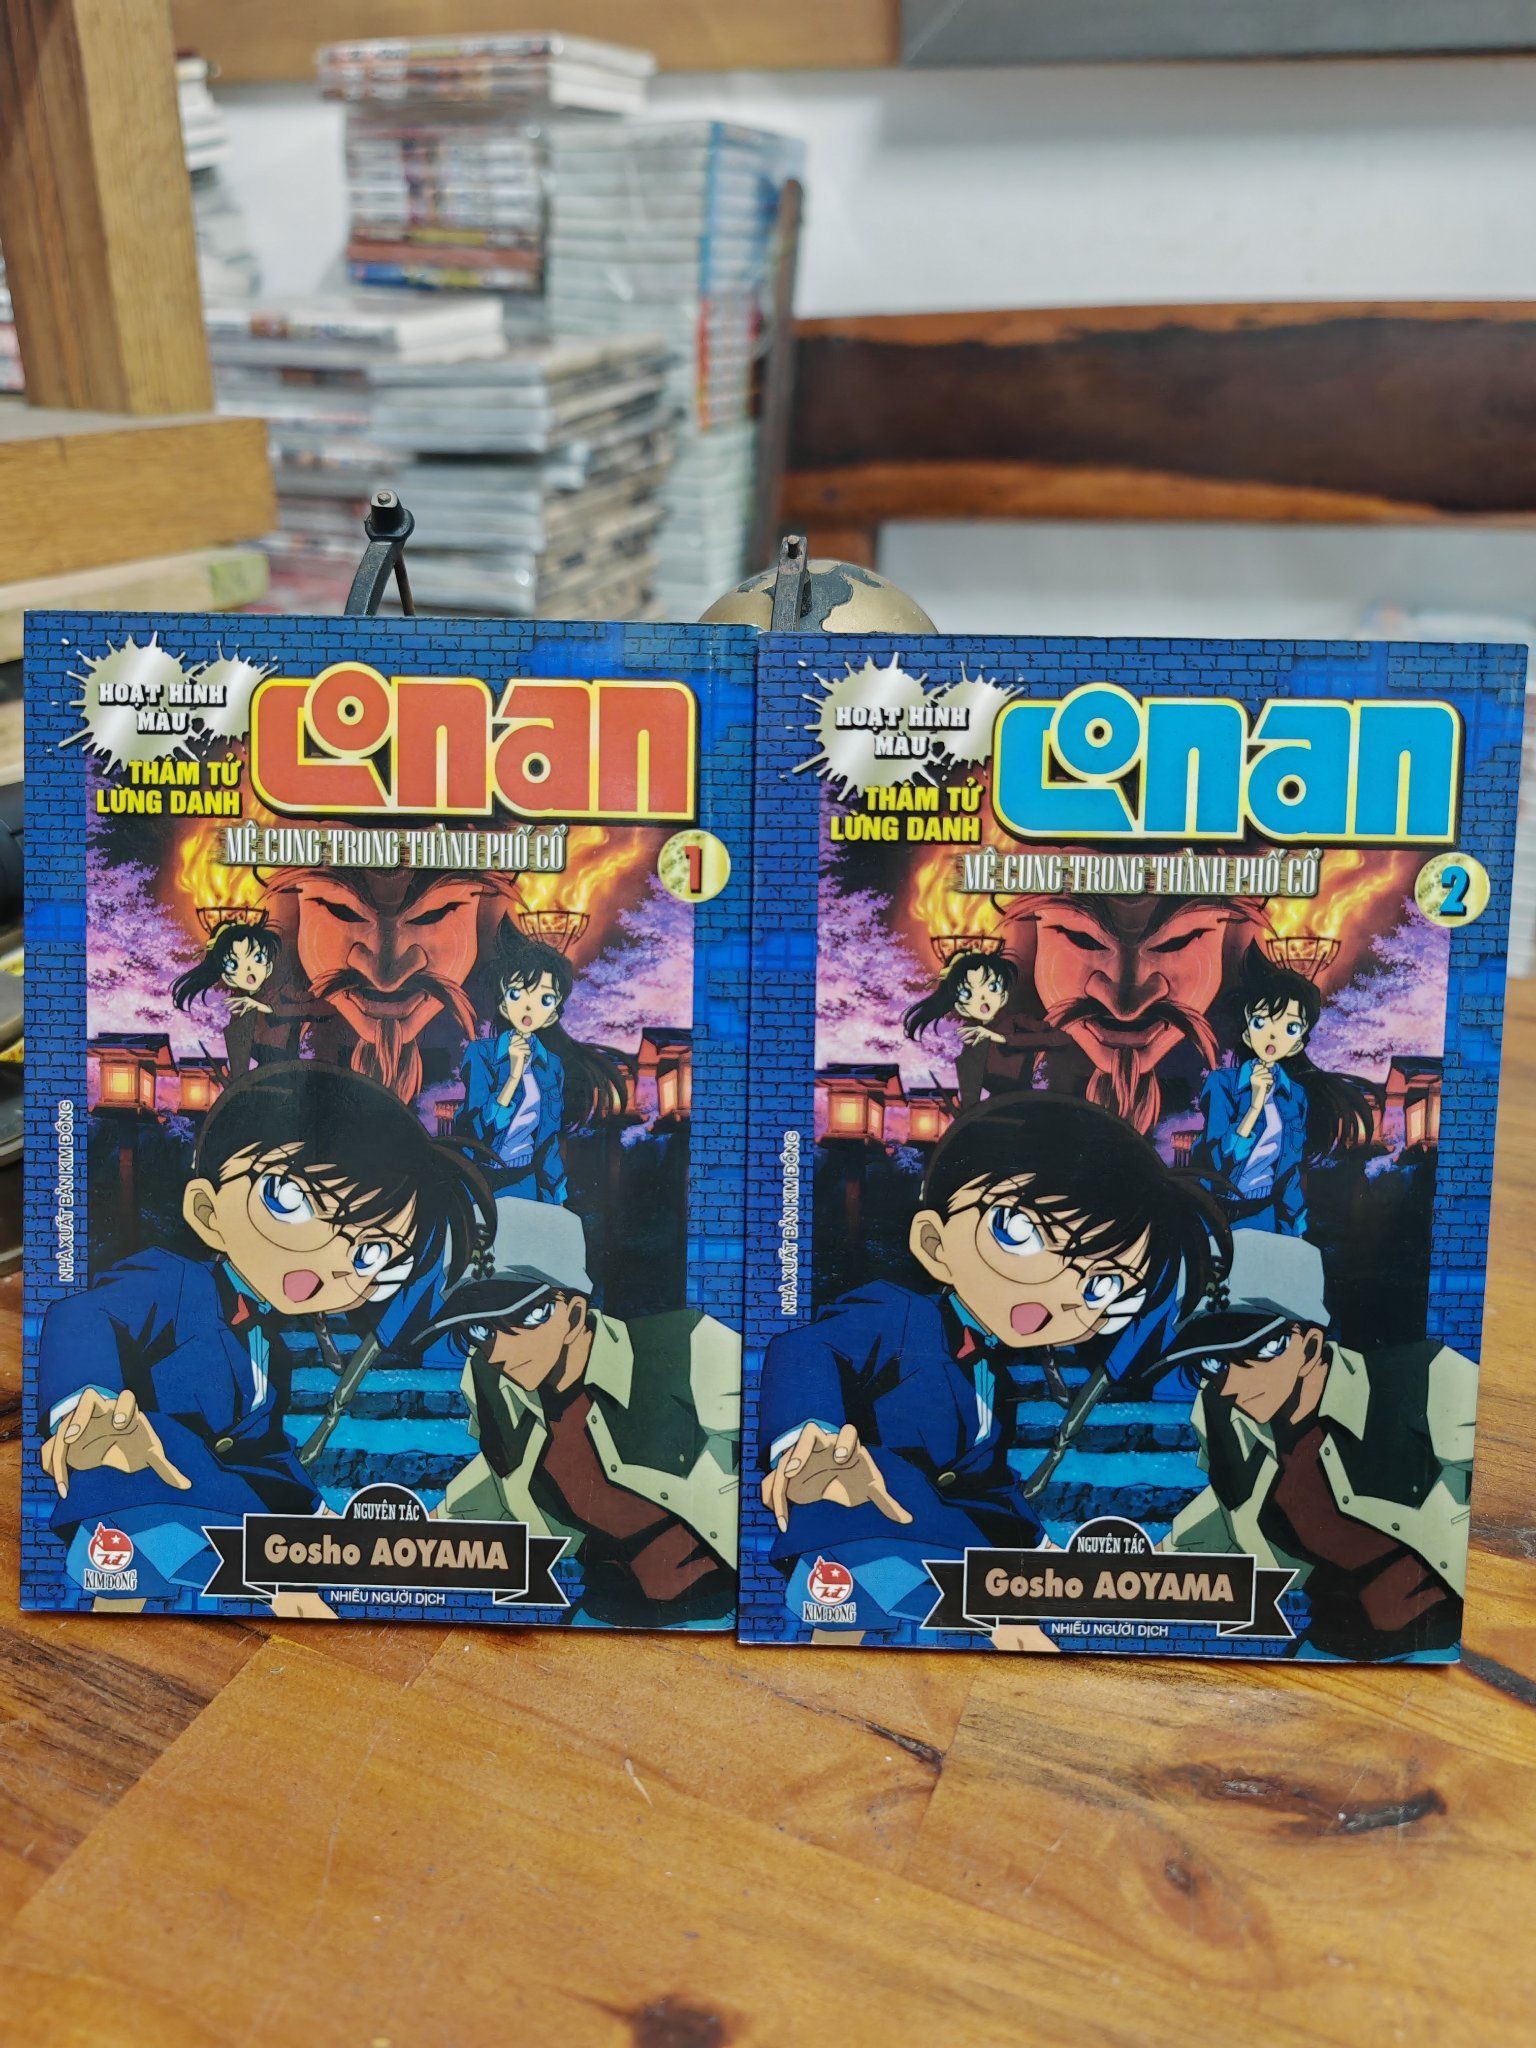 HOẠT HÌNH
MÀU
THÁM TỬ
LỪNG DANH
Conan
MÊ CUNG TRONG THÀNH PHỐ CỔ
1
NHÀ XUẤT BẢN KIM ĐỒNG
NGUYÊN TÁC
Gosho AOYAMA
NHIỀU NGƯỜI DỊCH
KIM ĐỒNG
HOẠT HÌNH
MÀU
THÁM TỬ
LỪNG DANH
Conan
MÊ CUNG TRONG THÀNH PHỐ CỔ
2
NHÀ XUẤT BẢN KIM ĐỒNG
NGUYÊN TÁC
Gosho AOYAMA
NHIỀU NGƯỜI DỊCH
KIM ĐỒNG